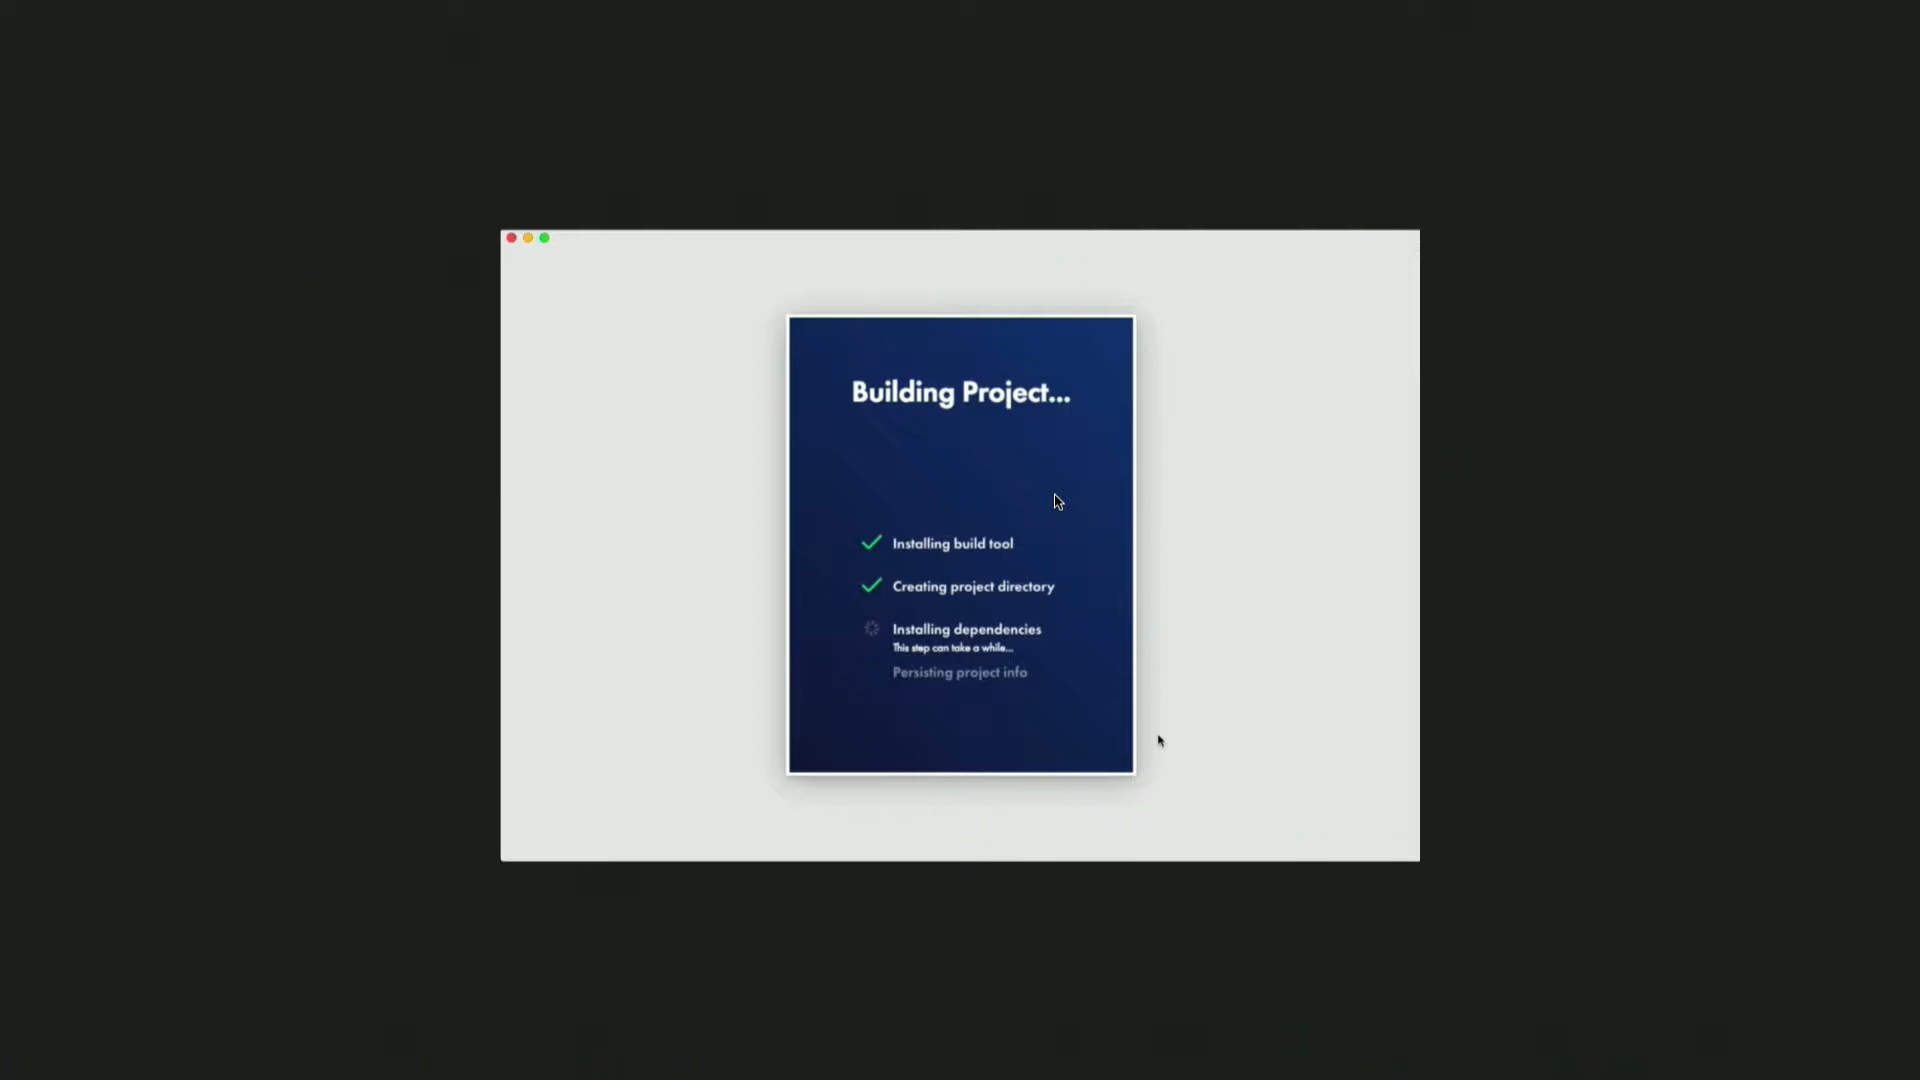 Building Project...
Installing build tool
Creating project directory
Installing dependencies
This step can take a while...
Persisting project info